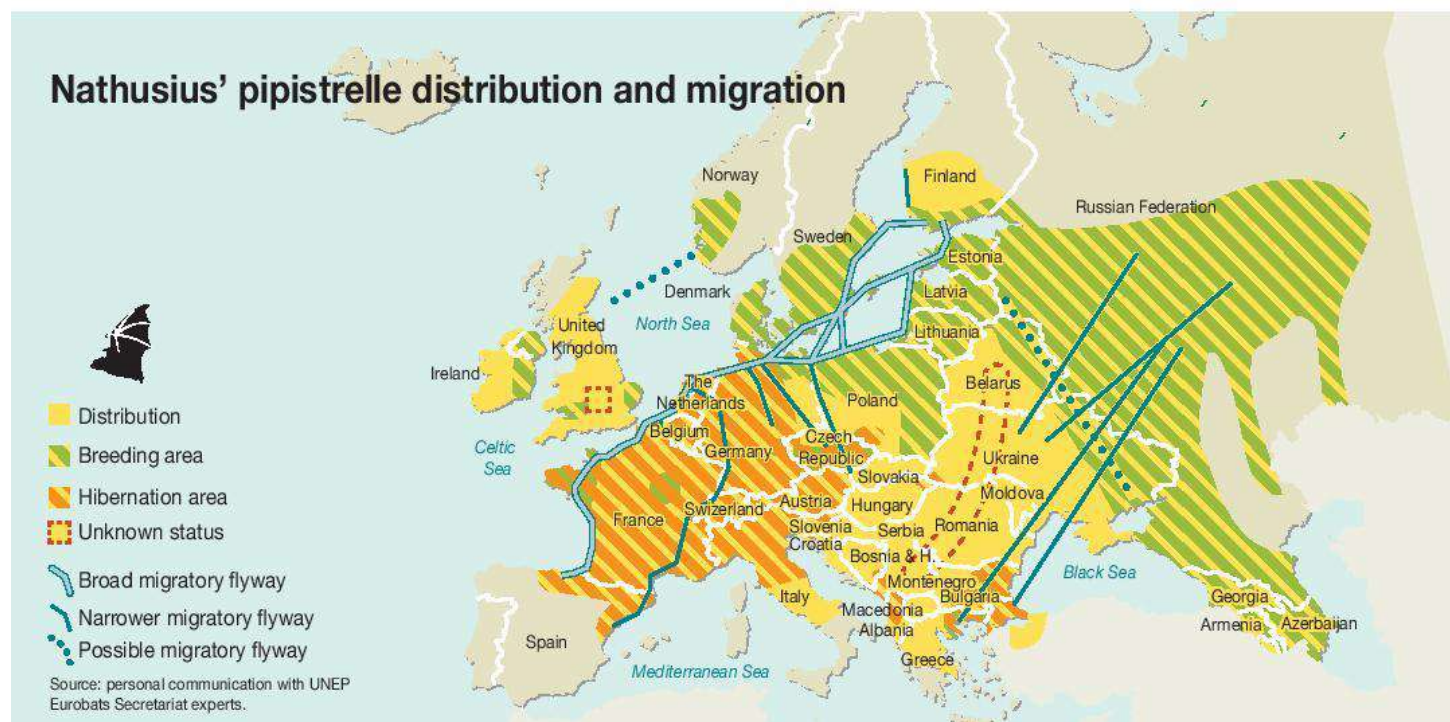 Nathusius' pipistrelle distribution and migration
Norway
Finland
Russian Federation
Sweden
Estonia
Denmark
Latvia
North Sea
United
Kingdom
Lithuania
Ireland
The
Netherlands
Belarus
Poland
Belgium
Celtic
Sea
Germany
Czech
Republic
Ukraine
Slovakia
Moldova
Austria
Hungary
France
Swizerland
Slovenia
Serbia
Romania
Croatia
Bosnia & H.
Black Sea
Montenegro
Bulgaria
Italy
Macedonia
Albania
Georgia
Armenia
Azerbaijan
Spain
Greece
Mediterranean Sea
Distribution
Breeding area
Hibernation area
Unknown status
Broad migratory flyway
Narrower migratory flyway
Possible migratory flyway
Source: personal communication with UNEP
Eurobats Secretariat experts.